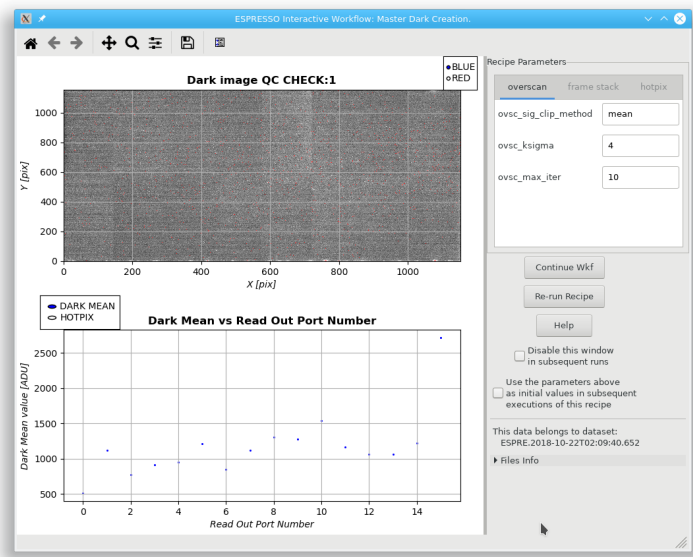 ESPRESSO Interactive Workflow: Master Dark Creation.
BLUE
RED
Dark image QC CHECK:1
Y [pix]
1000
800
600
400
200
0
0 200 400 600 800 1000
X [pix]
DARK MEAN
HOTPIX
Dark Mean vs Read Out Port Number
Dark Mean value [ADU]
2500
2000
1500
1000
500
0 2 4 6 8 10 12 14
Read Out Port Number
Recipe Parameters
overscan frame stack hotpix
ovsc_sig_clip_method mean
ovsc_ksigma 4
ovsc_max_iter 10
Continue Wkf
Re-run Recipe
Help
Disable this window
in subsequent runs
Use the parameters above
as initial values in subsequent
executions of this recipe
This data belongs to dataset:
ESPRE.2018-10-22T02:09:40.652
Files Info